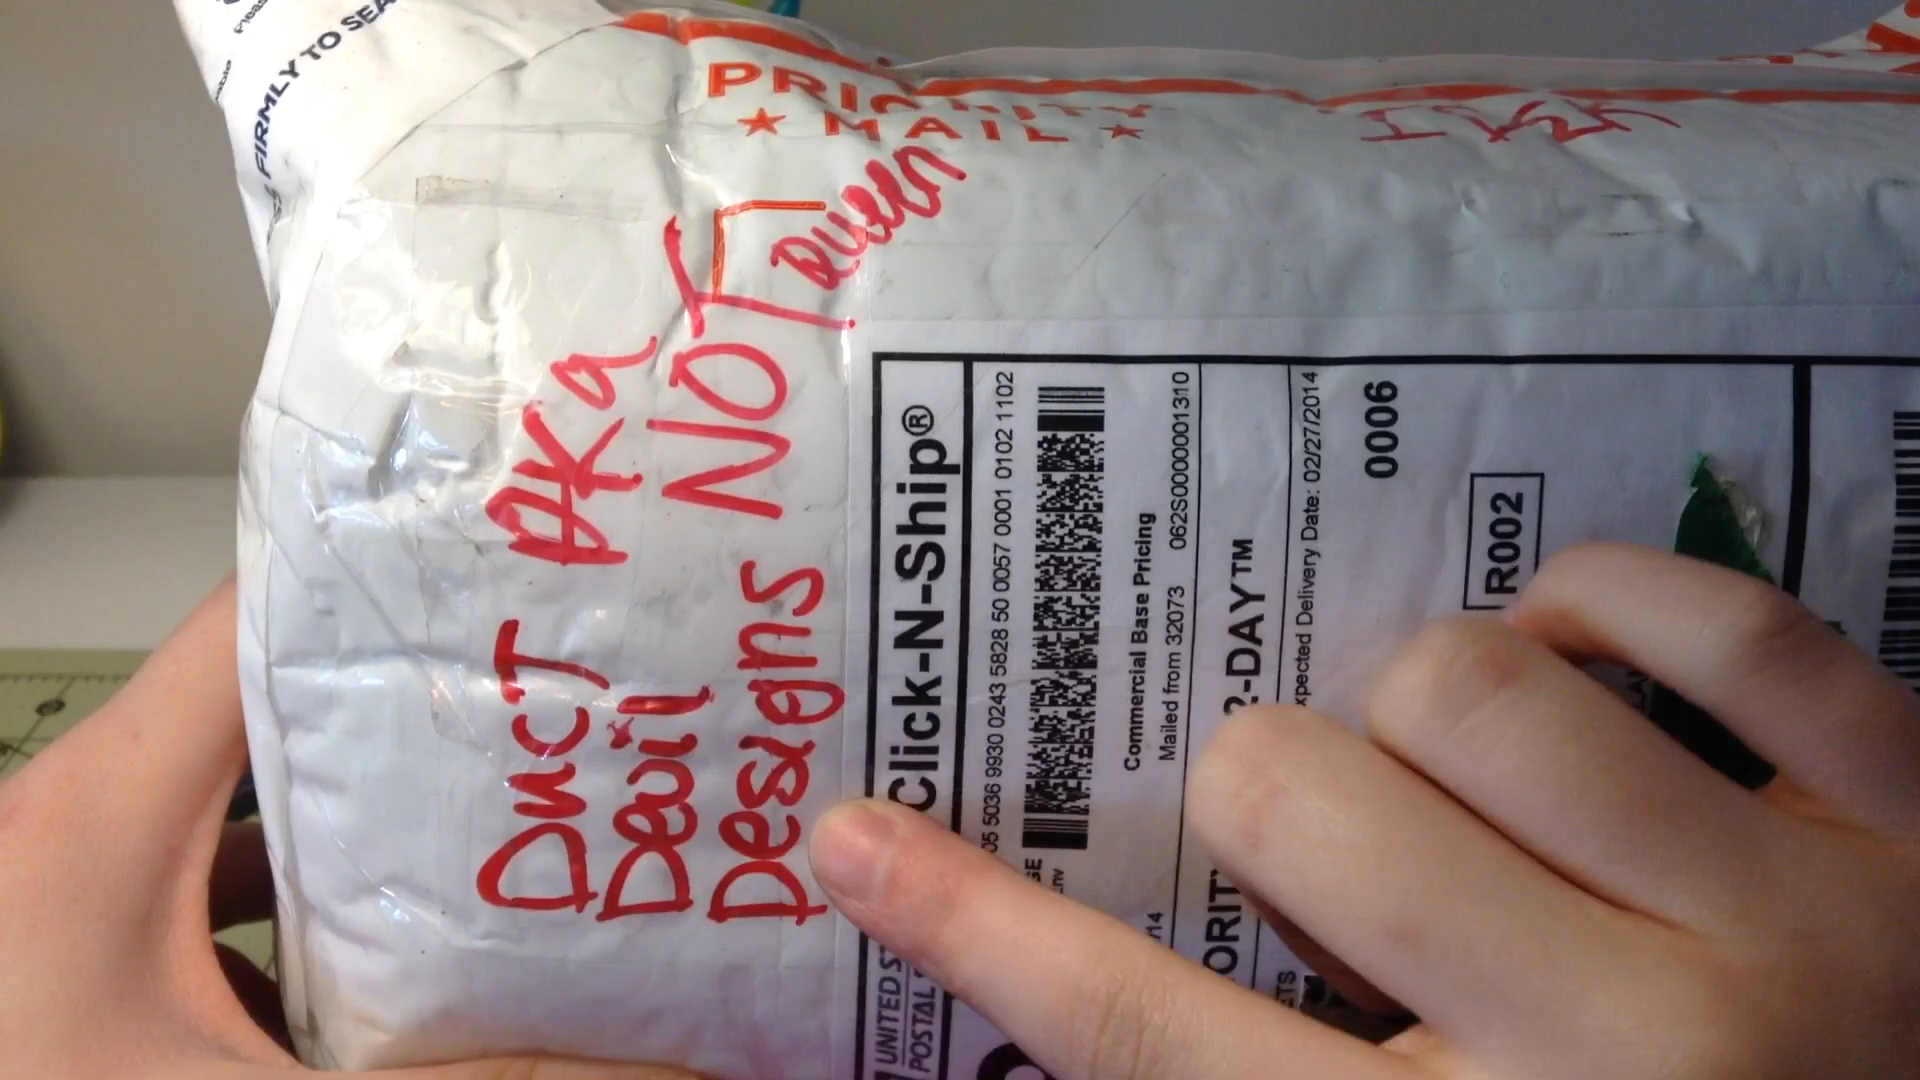 FIRMLY TO SEA
PRIORITY
★ MAIL ★
Duct AKa
Devil NOT Queen
Designs
Click-N-Ship®
UNITED S
POSTAL
05 5036 9930 0243 5828 50 0057 0001 0102 1102
Commercial Base Pricing
Mailed from 32073 062S0000001310
2-DAY™
xpected Delivery Date: 02/27/2014
0006
R002